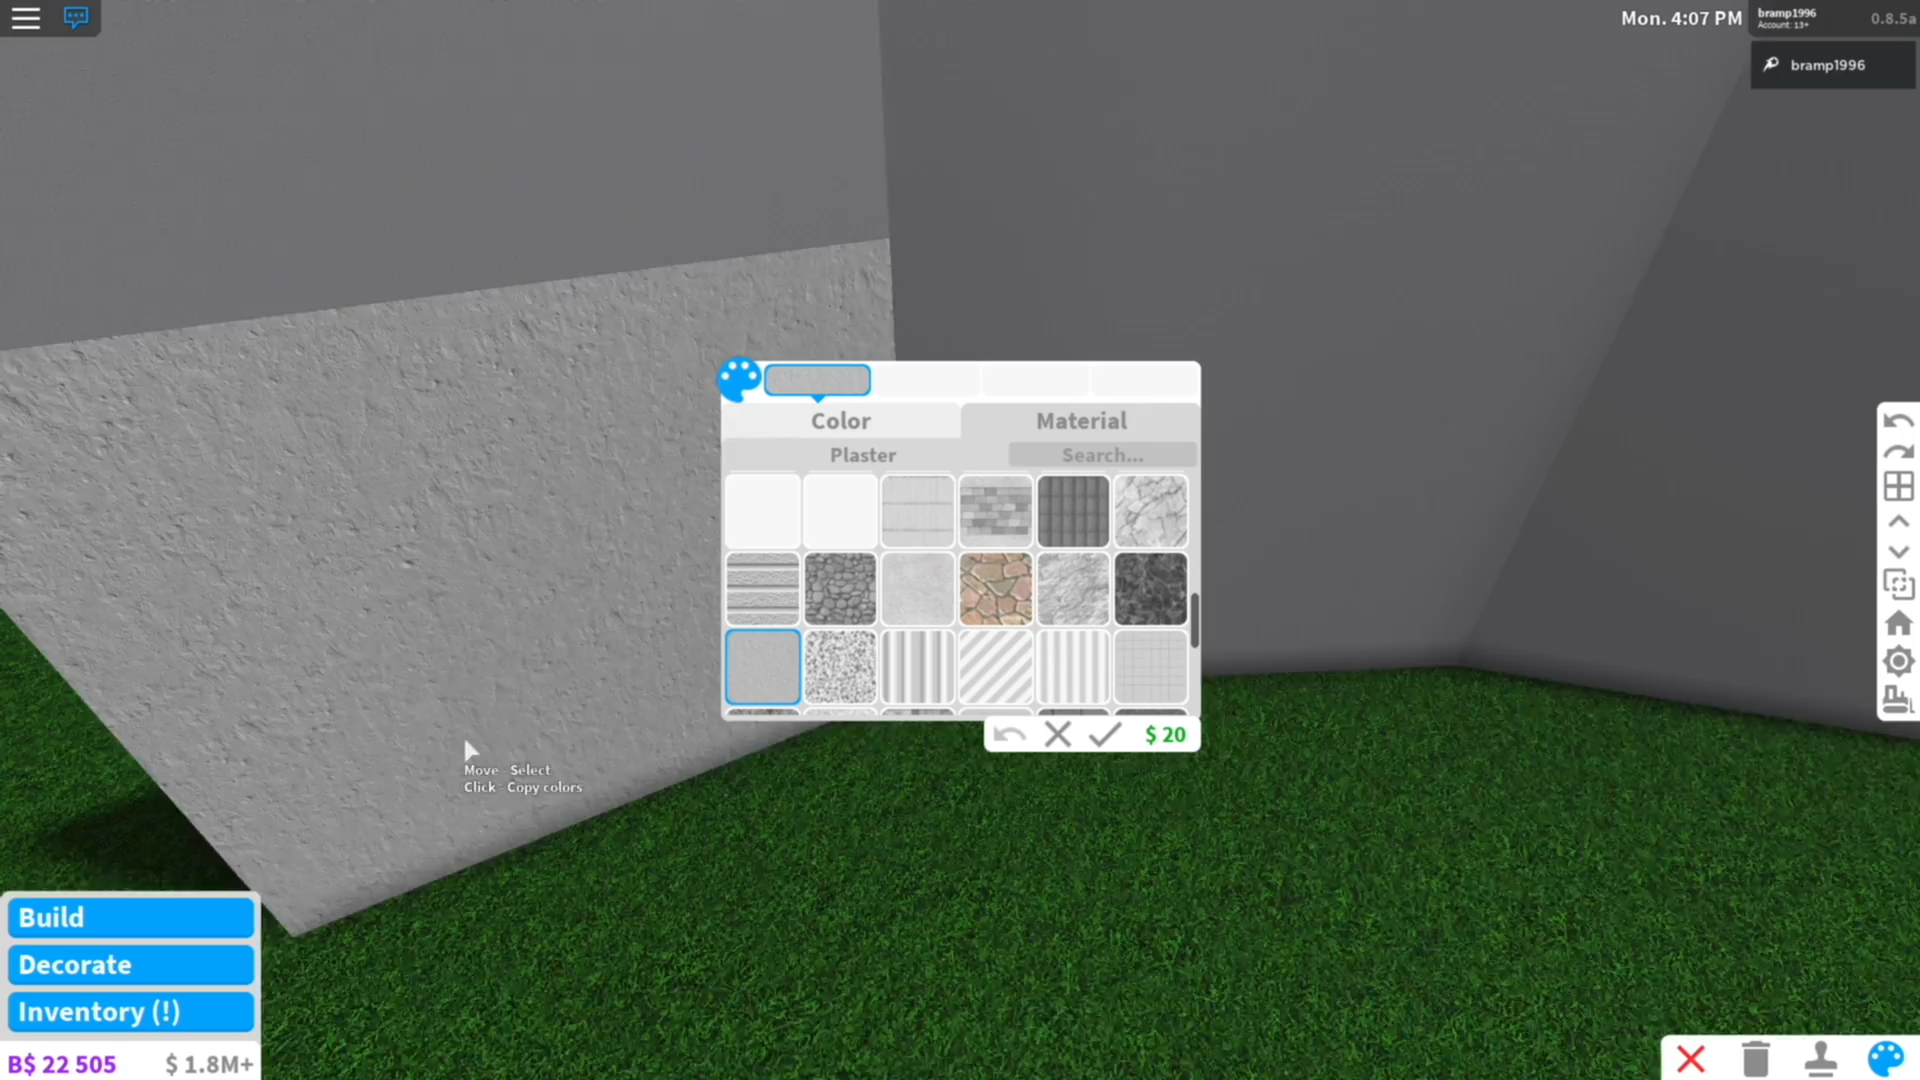 Mon. 4:07 PM
bramp1996
Account: 13+
0.8.5a
bramp1996
Color
Material
Plaster
Search...
$ 20
Move - Select
Click - Copy colors
Build
Decorate
Inventory (!)
B$ 22 505
$ 1.8M+